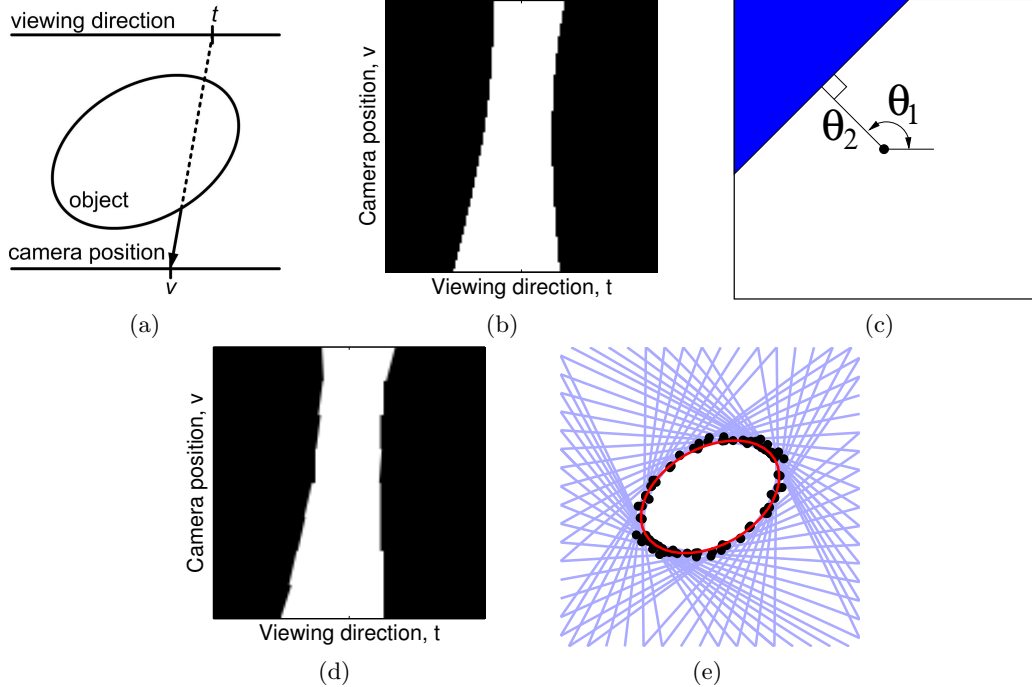 viewing direction
t
object
camera position
v
(a)
Camera position, v
Viewing direction, t
(b)
θ1
θ2
(c)
Camera position, v
Viewing direction, t
(d)
(e)